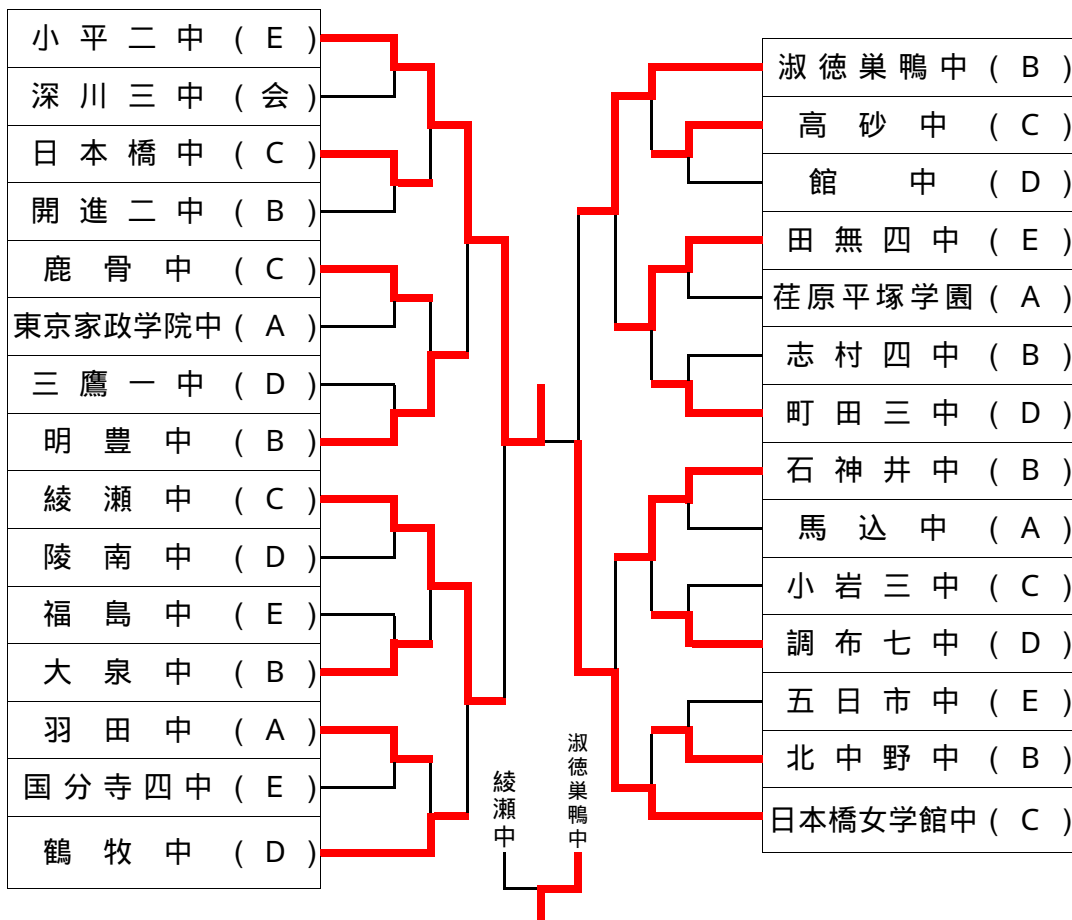 小平二中 ( E )
深川三中 ( 会 )
日本橋中 ( C )
開進二中 ( B )
鹿骨中 ( C )
東京家政学院中 ( A )
三鷹一中 ( D )
明豊中 ( B )
綾瀬中 ( C )
陵南中 ( D )
福島中 ( E )
大泉中 ( B )
羽田中 ( A )
国分寺四中 ( E )
鶴牧中 ( D )
淑徳巣鴨中 ( B )
高砂中 ( C )
館中 ( D )
田無四中 ( E )
荏原平塚学園 ( A )
志村四中 ( B )
町田三中 ( D )
石神井中 ( B )
馬込中 ( A )
小岩三中 ( C )
調布七中 ( D )
五日市中 ( E )
北中野中 ( B )
日本橋女学館中 ( C )
綾瀬中
淑徳巣鴨中